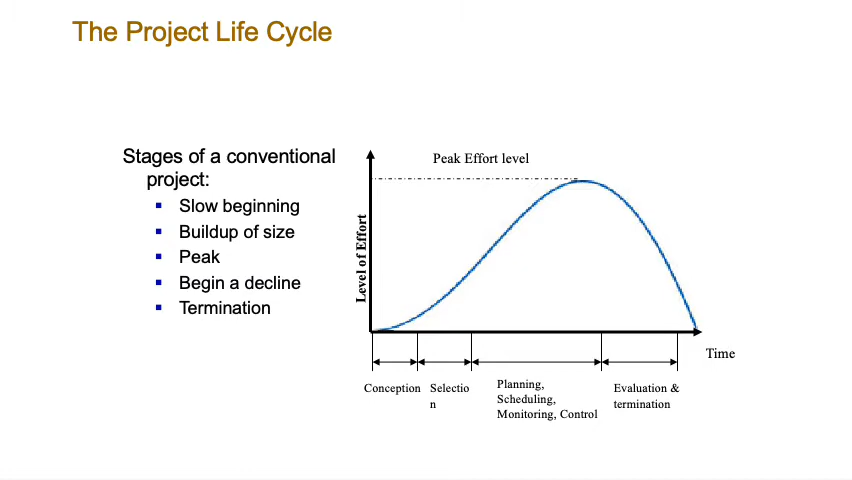 The Project Life Cycle
Stages of a conventional
project:
Slow beginning
Buildup of size
Peak
Begin a decline
Termination
Peak Effort level
Level of Effort
Time
Conception
Selectio
n
Planning,
Scheduling,
Monitoring, Control
Evaluation &
termination